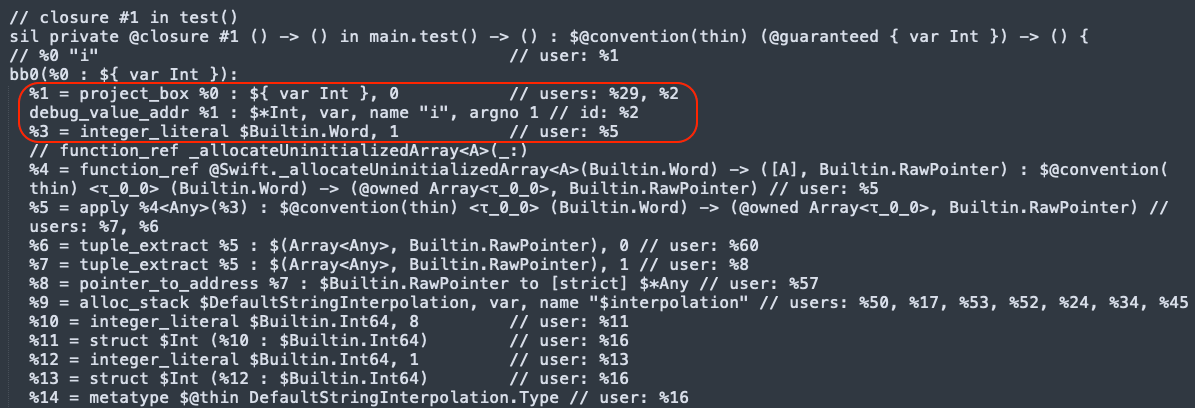 // closure #1 in test()
sil private @closure #1 () -> () in main.test() -> () : $@convention(thin) (@guaranteed { var Int }) -> () {
// %0 "i"                                         // user: %1
bb0(%0 : ${ var Int }):
  %1 = project_box %0 : ${ var Int }, 0           // users: %29, %2
  debug_value_addr %1 : $*Int, var, name "i", argno 1 // id: %2
  %3 = integer_literal $Builtin.Word, 1           // user: %5
  // function_ref _allocateUninitializedArray<A>(_:)
  %4 = function_ref @Swift._allocateUninitializedArray<A>(Builtin.Word) -> ([A], Builtin.RawPointer) : $@convention(
  thin) <τ_0_0> (Builtin.Word) -> (@owned Array<τ_0_0>, Builtin.RawPointer) // user: %5
  %5 = apply %4<Any>(%3) : $@convention(thin) <τ_0_0> (Builtin.Word) -> (@owned Array<τ_0_0>, Builtin.RawPointer) //
  users: %7, %6
  %6 = tuple_extract %5 : $(Array<Any>, Builtin.RawPointer), 0 // user: %60
  %7 = tuple_extract %5 : $(Array<Any>, Builtin.RawPointer), 1 // user: %8
  %8 = pointer_to_address %7 : $Builtin.RawPointer to [strict] $*Any // user: %57
  %9 = alloc_stack $DefaultStringInterpolation, var, name "$interpolation" // users: %50, %17, %53, %52, %24, %34, %45
  %10 = integer_literal $Builtin.Int64, 8         // user: %11
  %11 = struct $Int (%10 : $Builtin.Int64)        // user: %16
  %12 = integer_literal $Builtin.Int64, 1         // user: %13
  %13 = struct $Int (%12 : $Builtin.Int64)        // user: %16
  %14 = metatype $@thin DefaultStringInterpolation.Type // user: %16